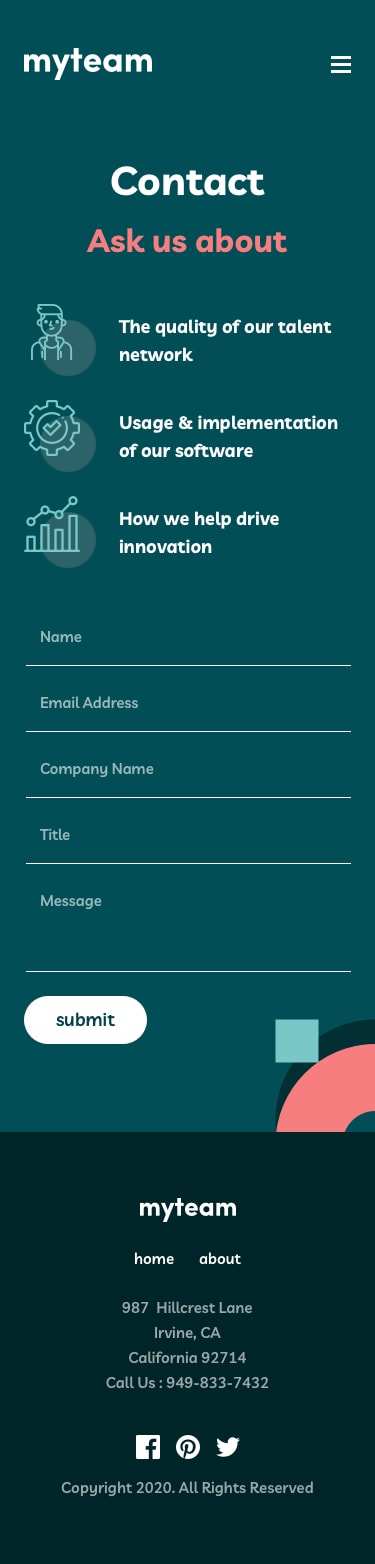 myteam
Contact
Ask us about
The quality of our talent
network
Usage & implementation
of our software
How we help drive
innovation
Name
Email Address
Company Name
Title
Message
submit
myteam
home about
987 Hillcrest Lane
Irvine, CA
California 92714
Call Us : 949-833-7432
Copyright 2020. All Rights Reserved